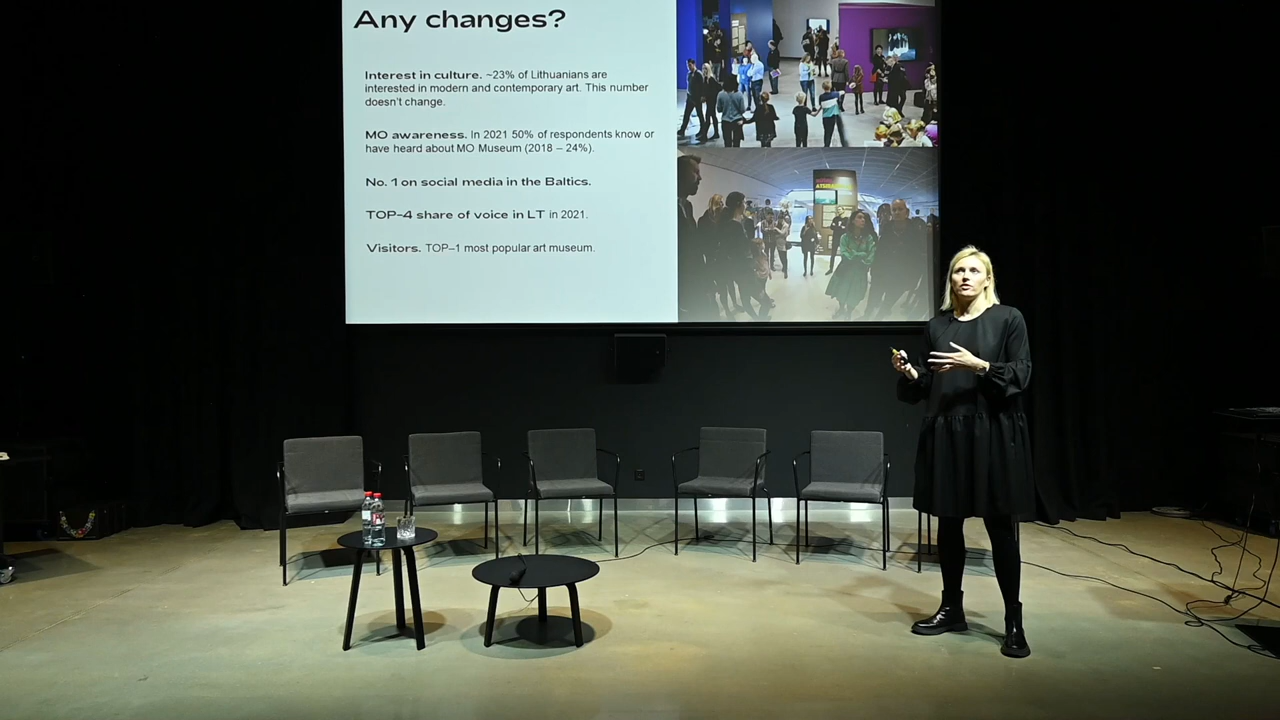 Any changes?
Interest in culture. ~23% of Lithuanians are
interested in modern and contemporary art. This number
doesn't change.
MO awareness. In 2021 50% of respondents know or
have heard about MO Museum (2018 – 24%).
No. 1 on social media in the Baltics.
TOP–4 share of voice in LT in 2021.
Visitors. TOP–1 most popular art museum.